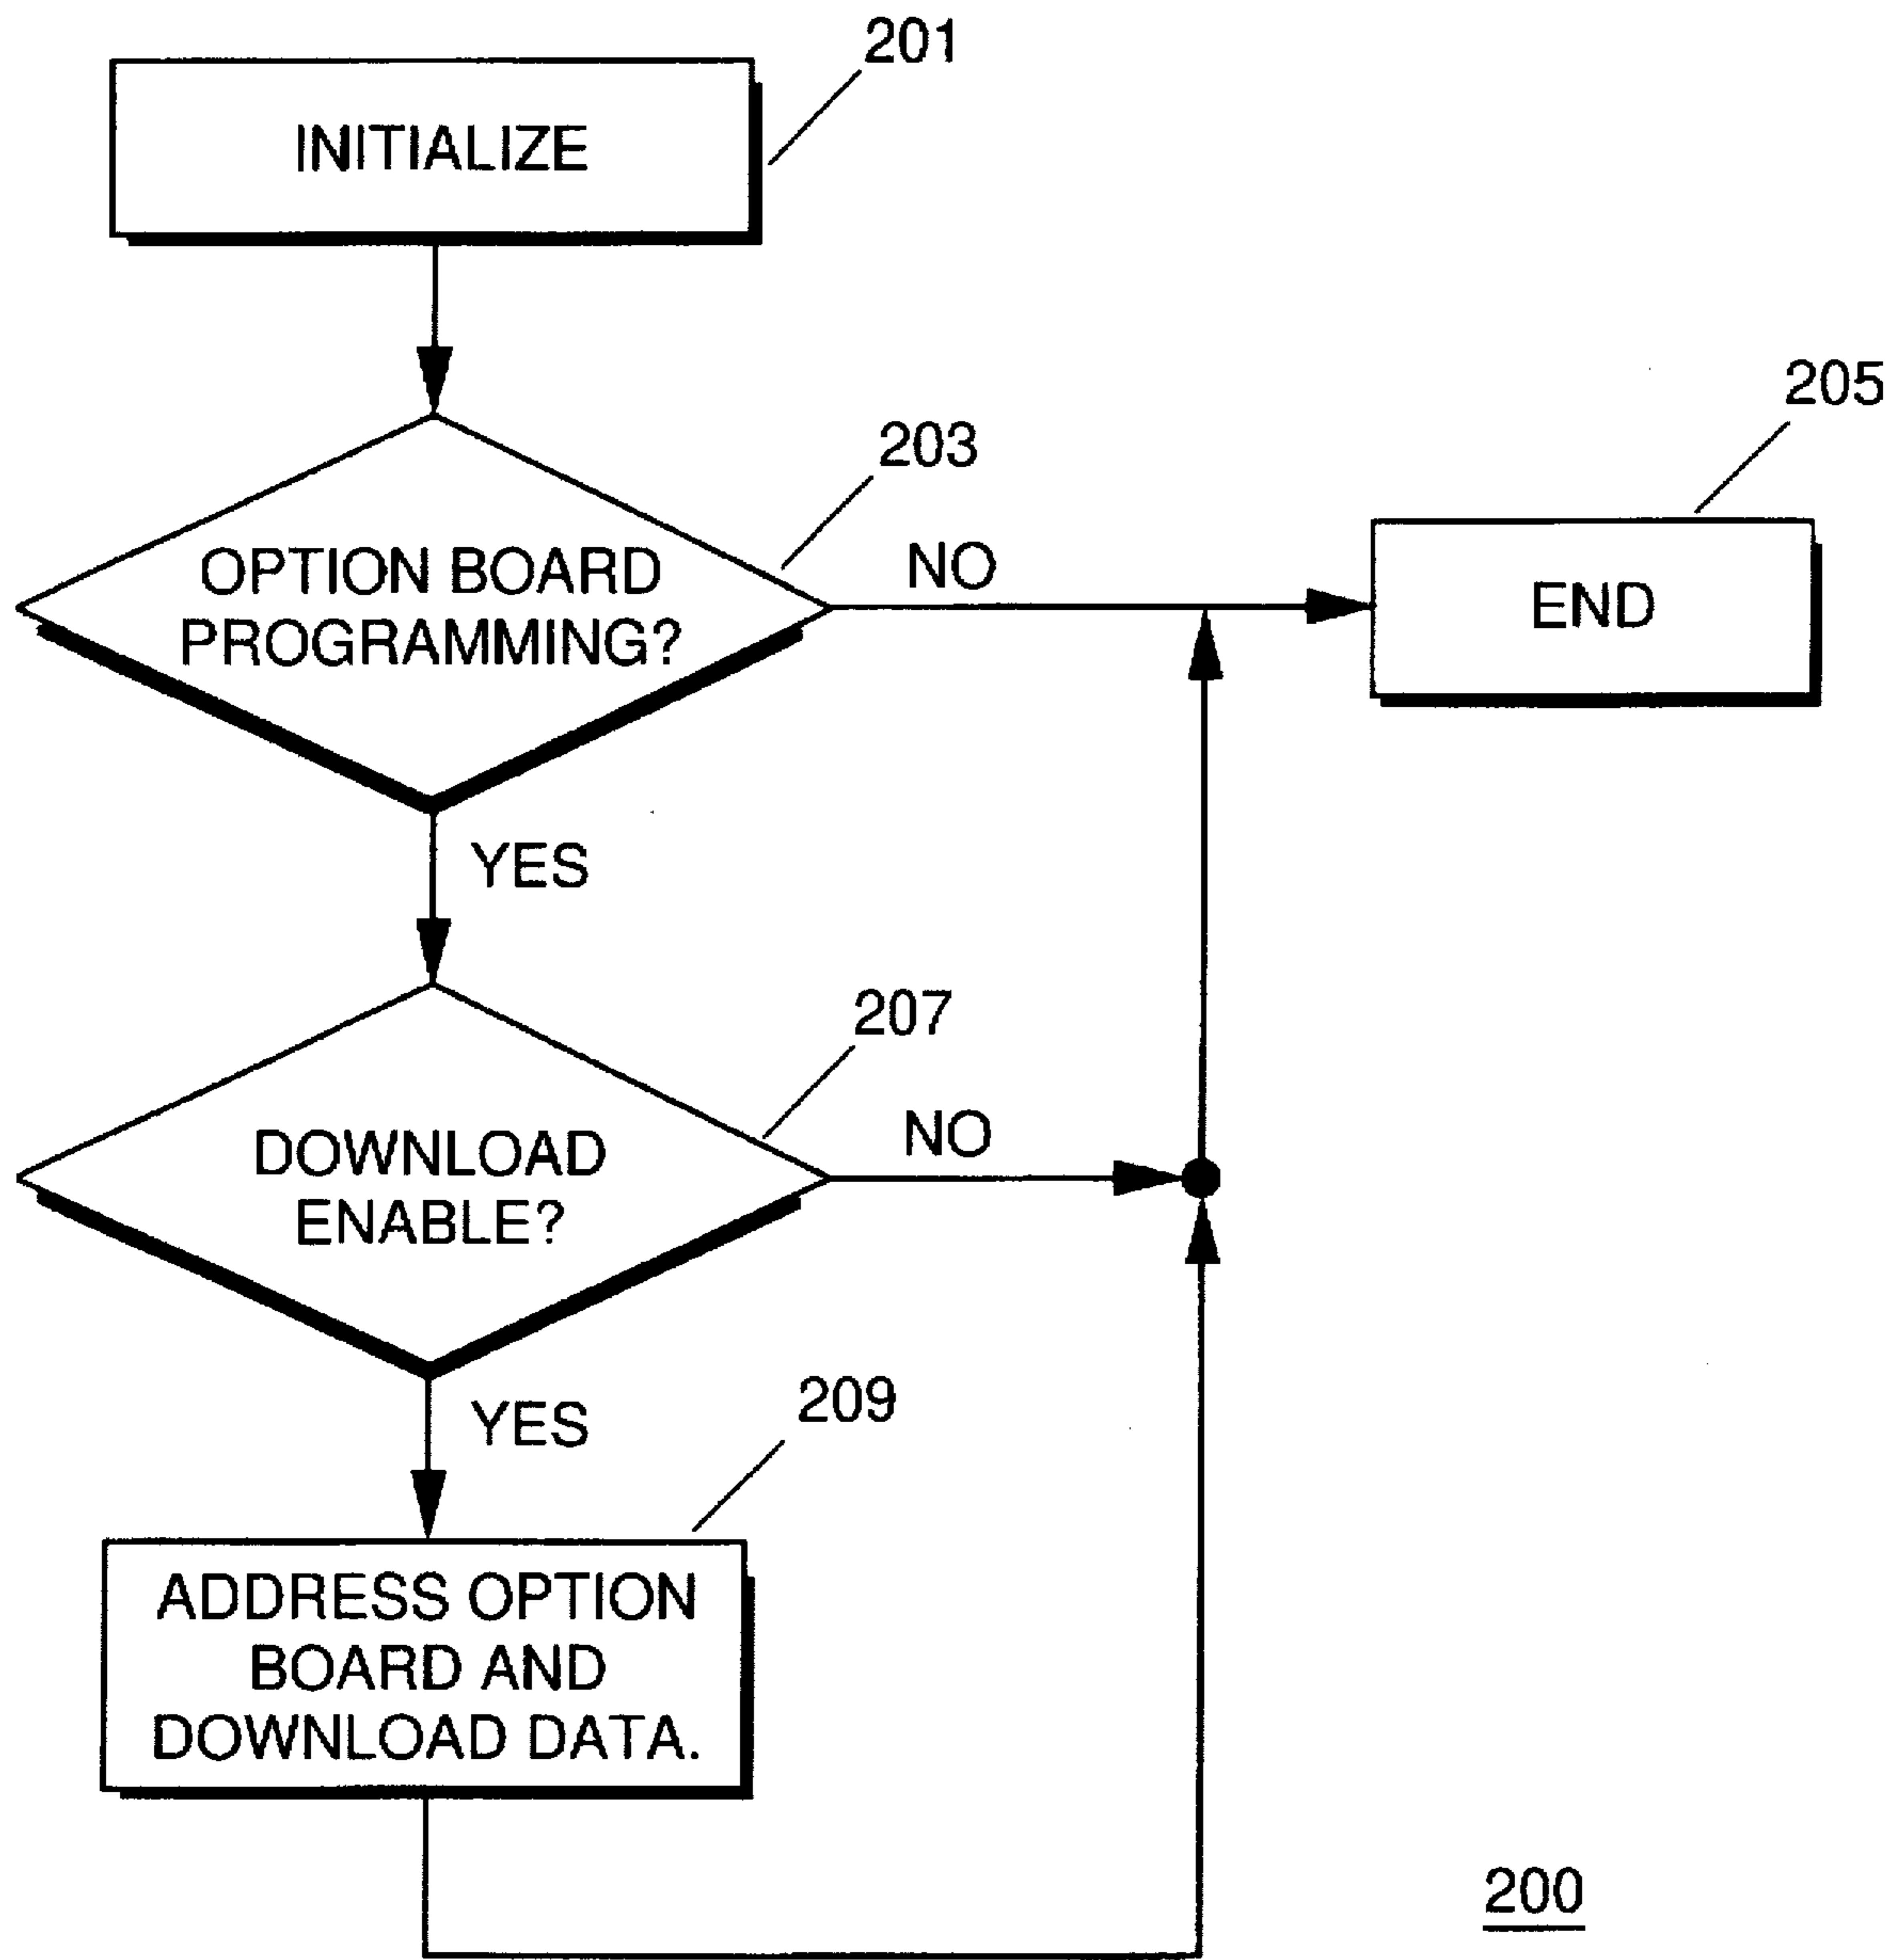 201
INITIALIZE
203
205
OPTION BOARD
PROGRAMMING?
NO
END
YES
207
DOWNLOAD
ENABLE?
NO
YES
209
ADDRESS OPTION
BOARD AND
DOWNLOAD DATA.
200